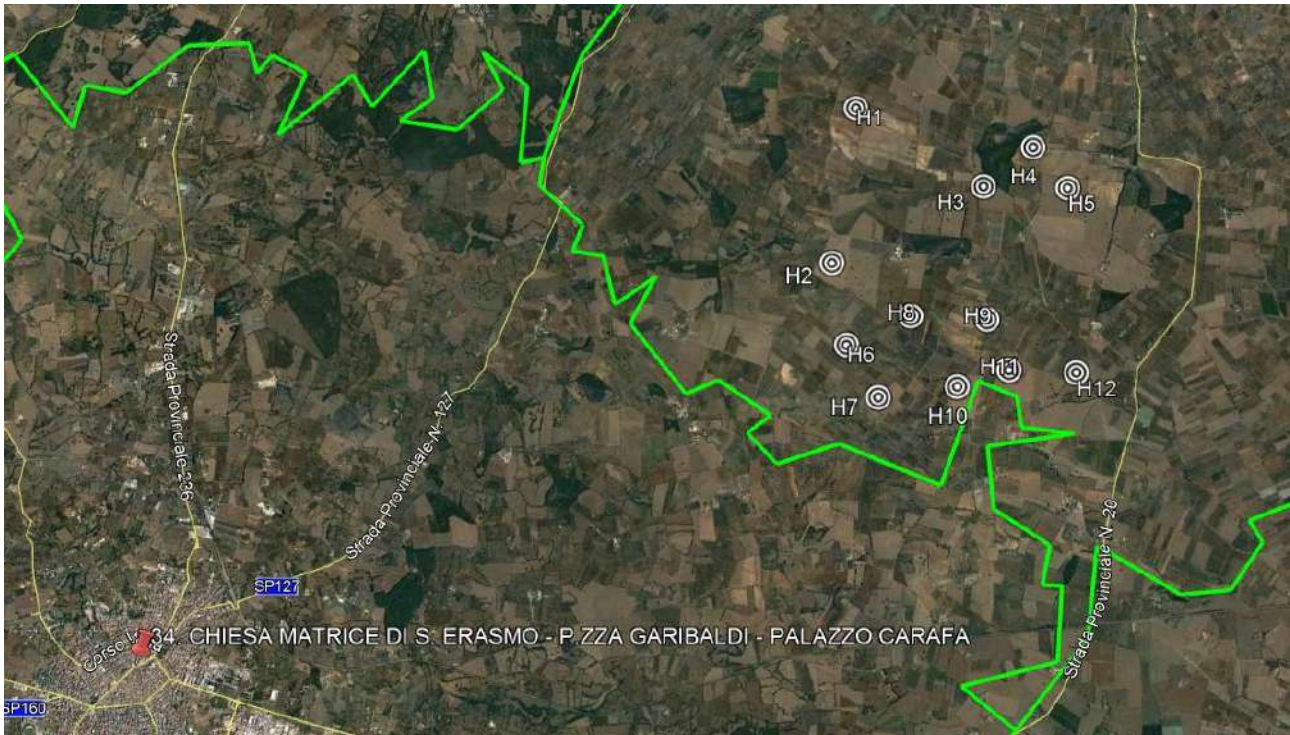 H1
H4
H3
H5
H2
H8
H9
H6
H11
H12
H7
H10
Strada Provinciale 236
Strada Provinciale N. 127
Strada Provinciale N. 20
SP127
34 CHIESA MATRICE DI S. ERASMO - P.ZZA GARIBALDI - PALAZZO CARAFA
Corso
SP160